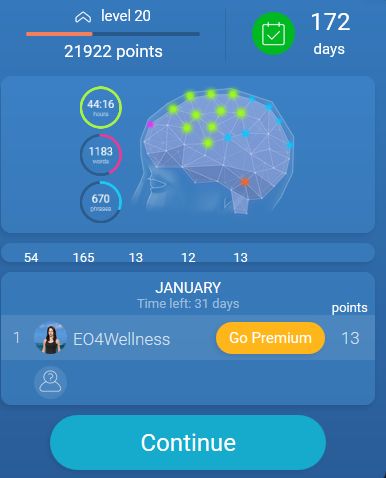 level 20
21922 points
172
days
44:16
hours
1183
words
670
phrases
54 165 13 12 13
JANUARY
Time left: 31 days
points
1 EO4Wellness Go Premium 13
Continue